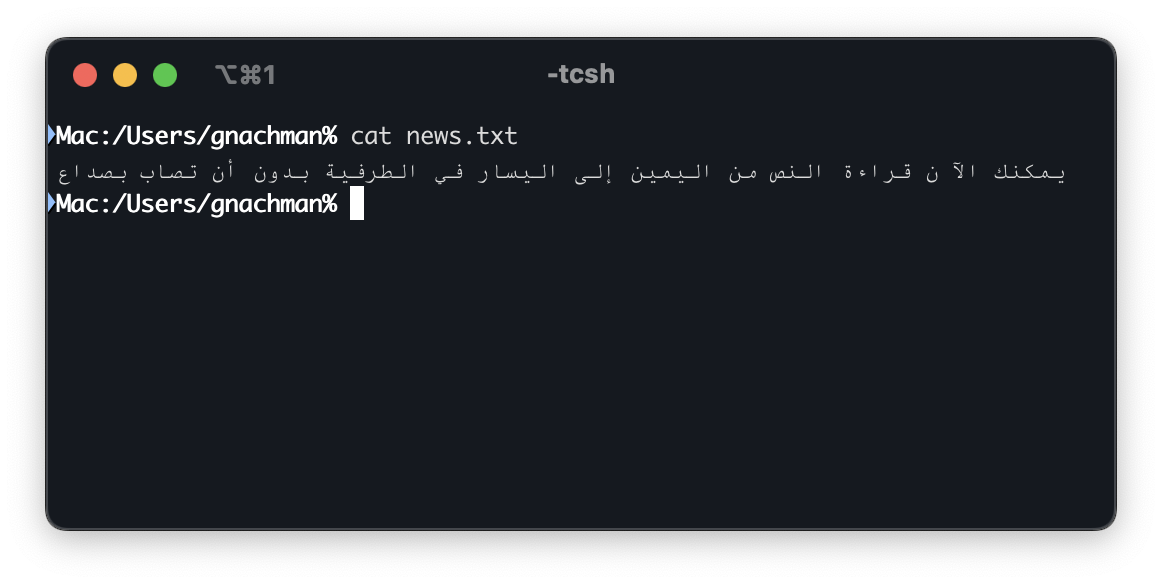 ⌥⌘1 -tcsh
Mac:/Users/gnachman% cat news.txt
يمكنك الآن قراءة النص من اليمين إلى اليسار في الطرفية بدون أن تصاب بصداع
Mac:/Users/gnachman%